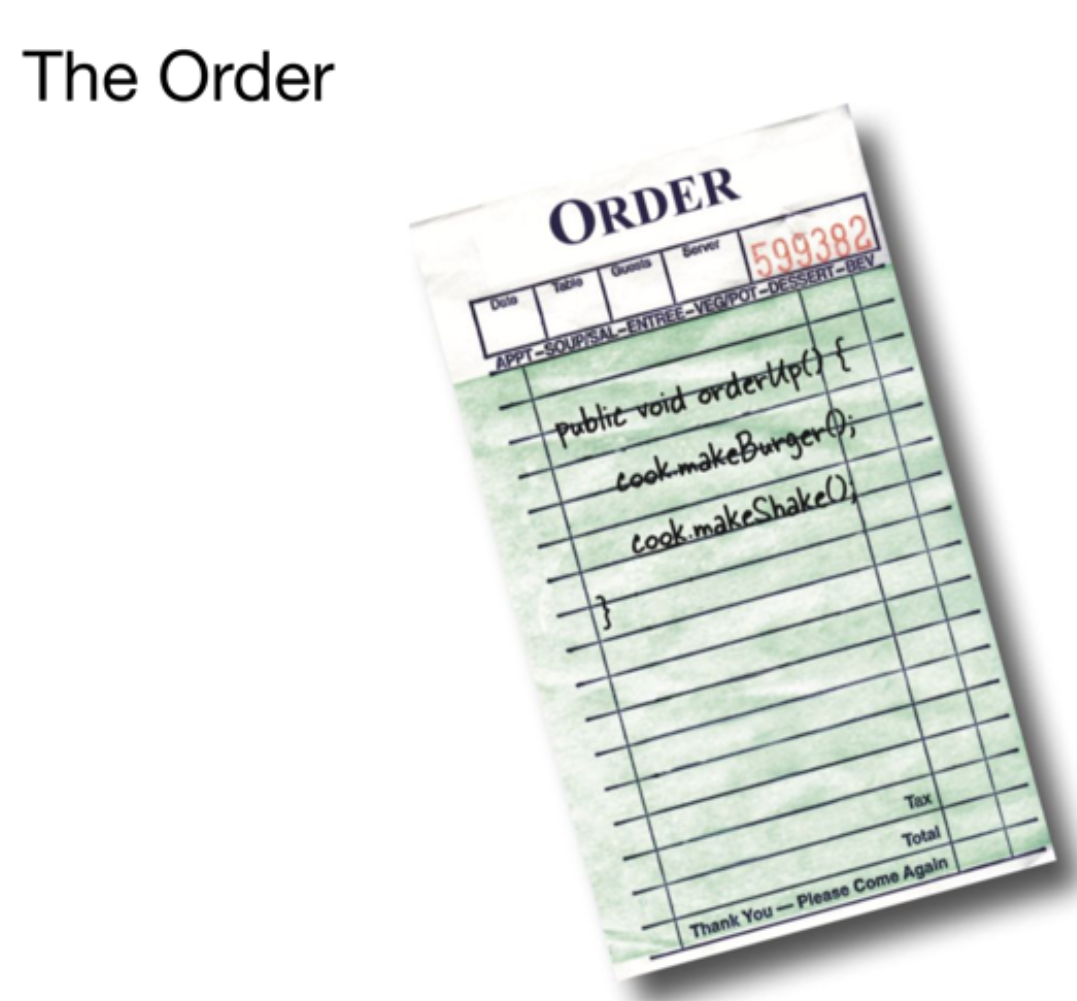 The Order
ORDER
Date Table Guests Server 599382
APPT–SOUP/SAL–ENTREE–VEG/POT–DESSERT–BEV
public void orderUp() {
cook.makeBurger();
cook.makeShake();
}
Tax
Total
Thank You — Please Come Again